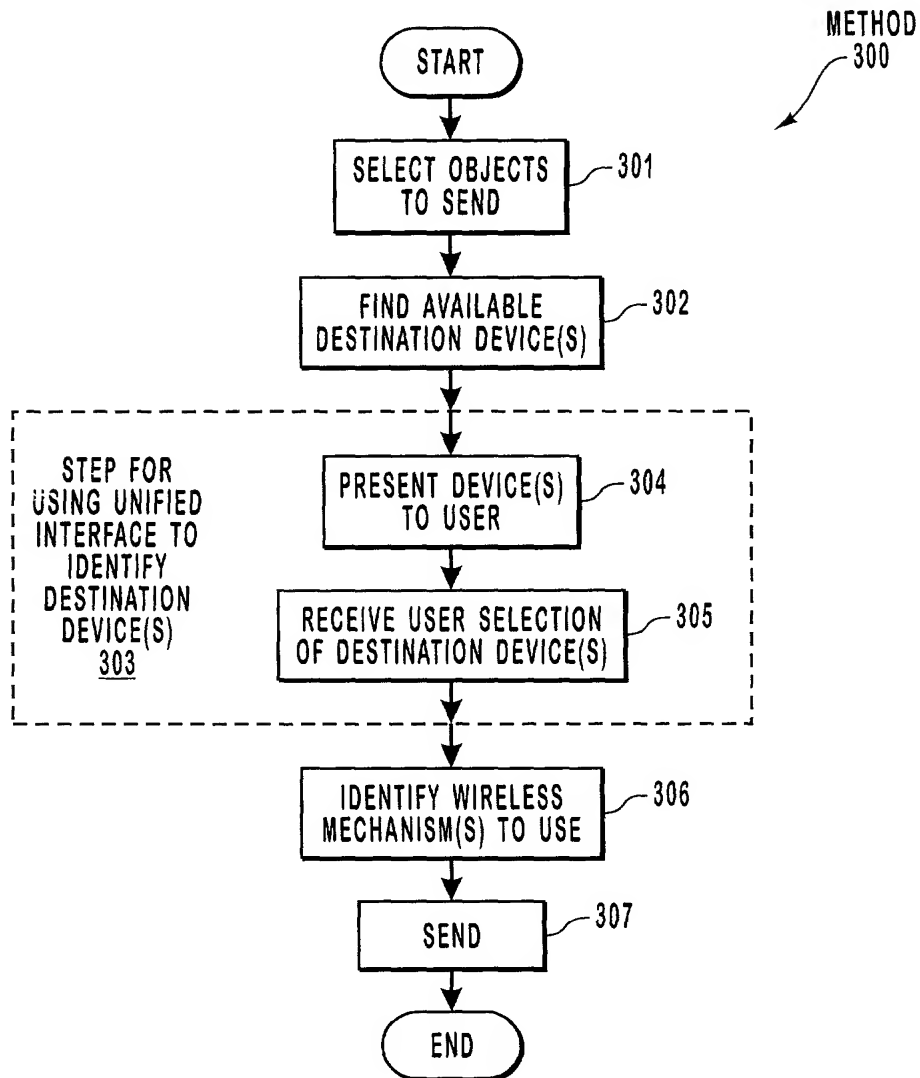 METHOD
300
START
SELECT OBJECTS
TO SEND
301
FIND AVAILABLE
DESTINATION DEVICE(S)
302
STEP FOR
USING UNIFIED
INTERFACE TO
IDENTIFY
DESTINATION
DEVICE(S)
303
PRESENT DEVICE(S)
TO USER
304
RECEIVE USER SELECTION
OF DESTINATION DEVICE(S)
305
IDENTIFY WIRELESS
MECHANISM(S) TO USE
306
SEND
307
END